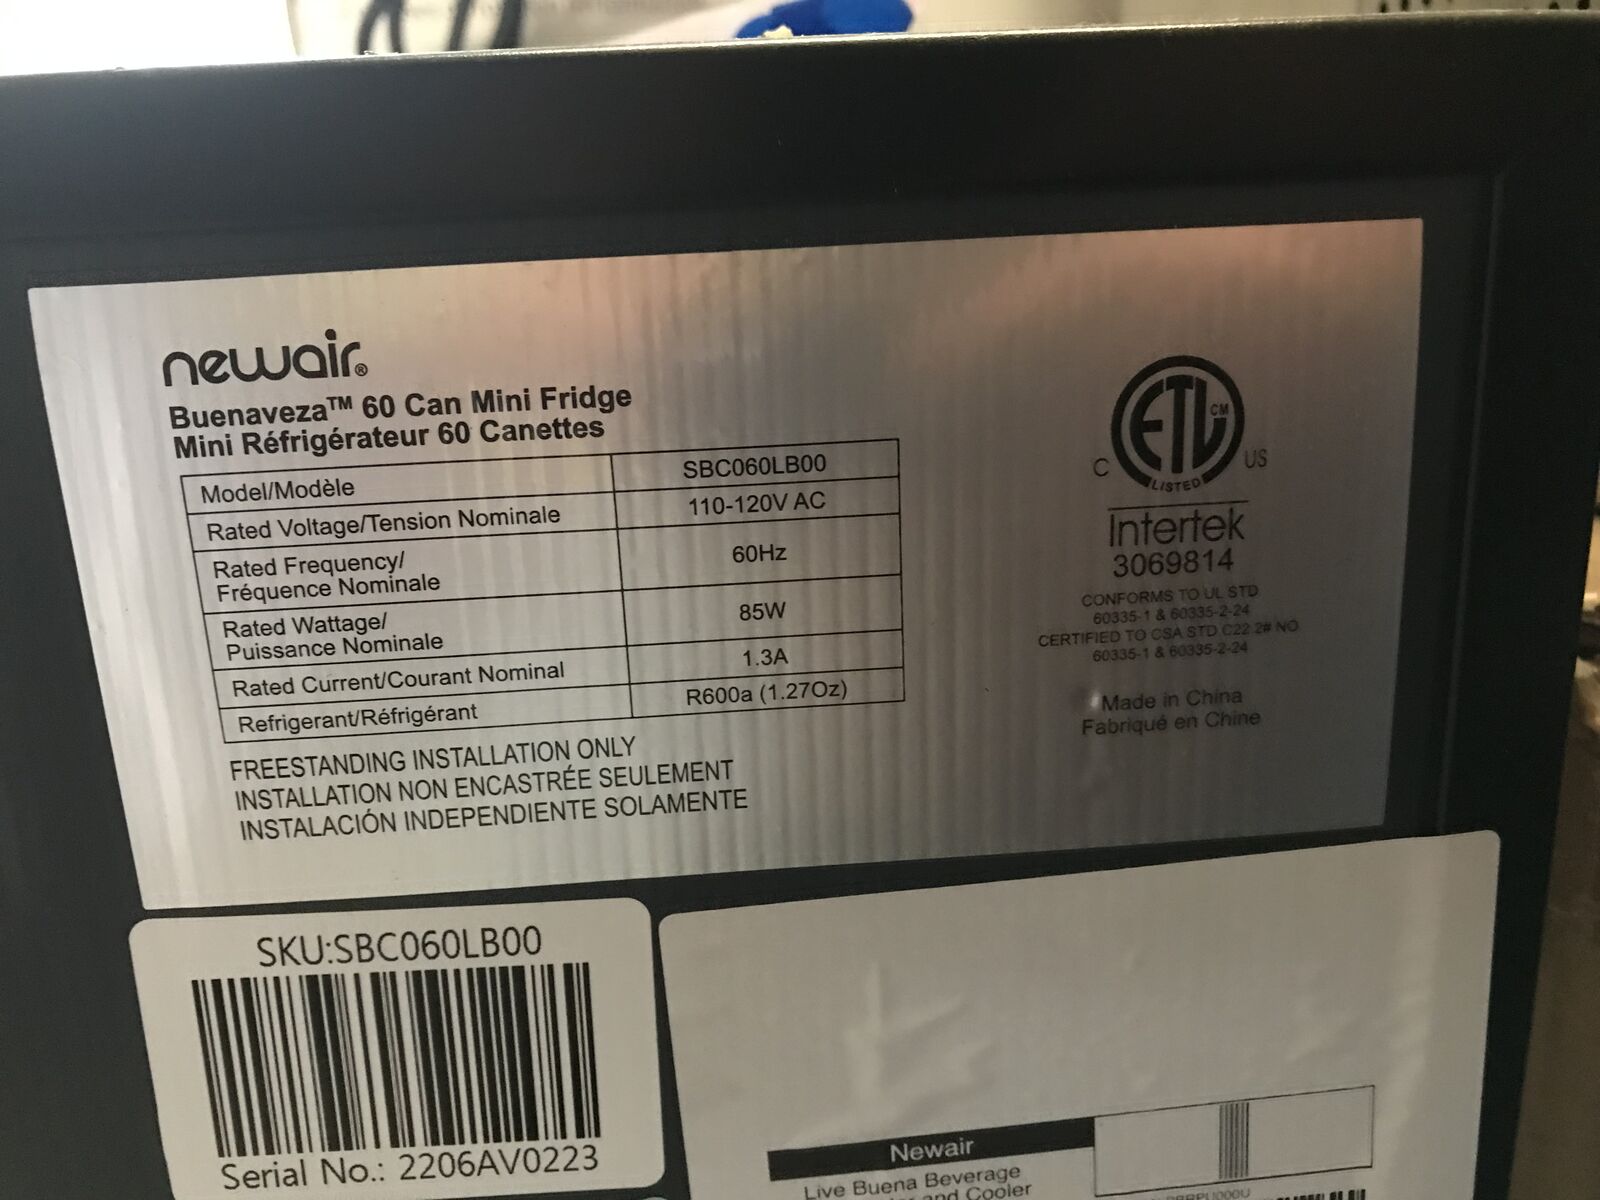 newair®
Buenaveza™ 60 Can Mini Fridge
Mini Réfrigérateur 60 Canettes
Model/Modèle SBC060LB00
Rated Voltage/Tension Nominale 110-120V AC
Rated Frequency/
Fréquence Nominale 60Hz
Rated Wattage/
Puissance Nominale 85W
Rated Current/Courant Nominal 1.3A
Refrigerant/Réfrigérant R600a (1.27Oz)
FREESTANDING INSTALLATION ONLY
INSTALLATION NON ENCASTRÉE SEULEMENT
INSTALACIÓN INDEPENDIENTE SOLAMENTE
ETL CM
C US
LISTED
Intertek
3069814
CONFORMS TO UL STD
60335-1 & 60335-2-24
CERTIFIED TO CSA STD C22 2# NO
60335-1 & 60335-2-24
Made in China
Fabriqué en Chine
SKU:SBC060LB00
Serial No.: 2206AV0223
Newair
Live Buena Beverage
and Cooler